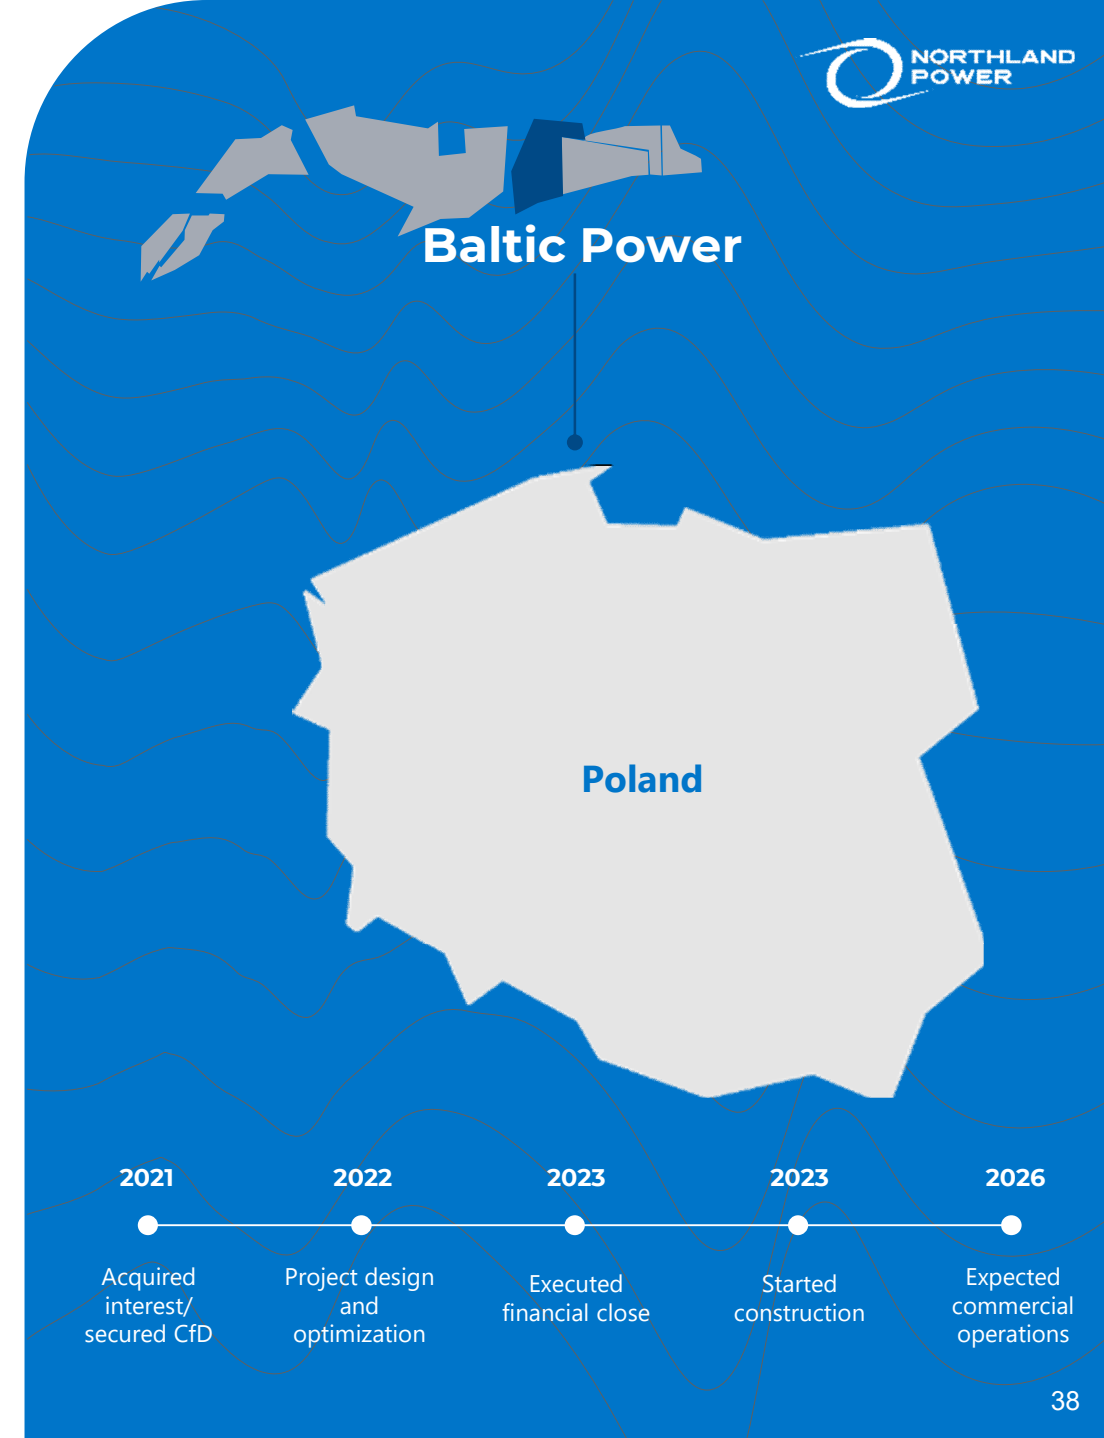 NORTHLAND
POWER
Baltic Power
Poland
2021
2022
2023
2023
2026
Acquired
interest/
secured CfD
Project design
and
optimization
Executed
financial close
Started
construction
Expected
commercial
operations
38